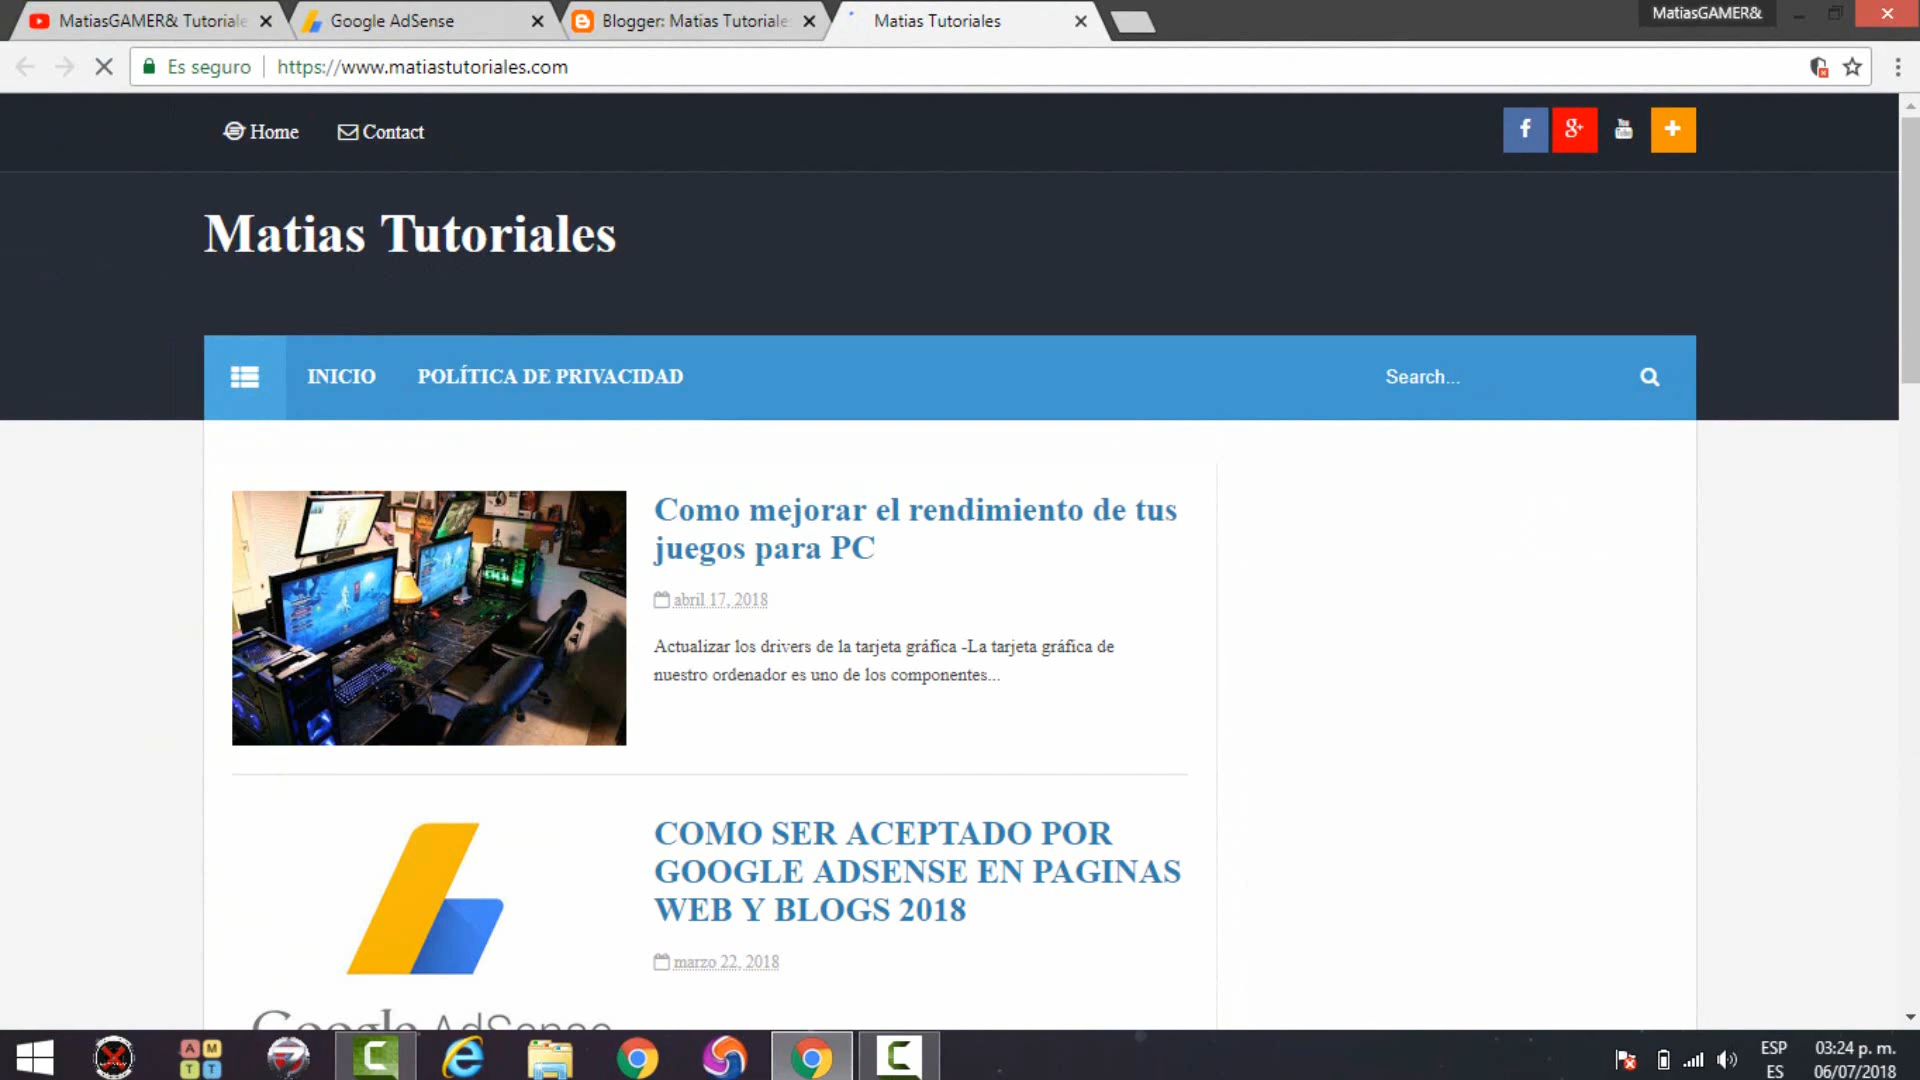 MatiasGAMER& Tutoriale
Google AdSense
Blogger: Matias Tutoriale
Matias Tutoriales
MatiasGAMER&
Es seguro
https://www.matiastutoriales.com
Home
Contact
Matias Tutoriales
INICIO
POLÍTICA DE PRIVACIDAD
Search...
Como mejorar el rendimiento de tus
juegos para PC
abril 17, 2018
Actualizar los drivers de la tarjeta gráfica -La tarjeta gráfica de
nuestro ordenador es uno de los componentes...
COMO SER ACEPTADO POR
GOOGLE ADSENSE EN PAGINAS
WEB Y BLOGS 2018
marzo 22, 2018
Google AdSense
A M
T T
ESP
ES
03:24 p. m.
06/07/2018